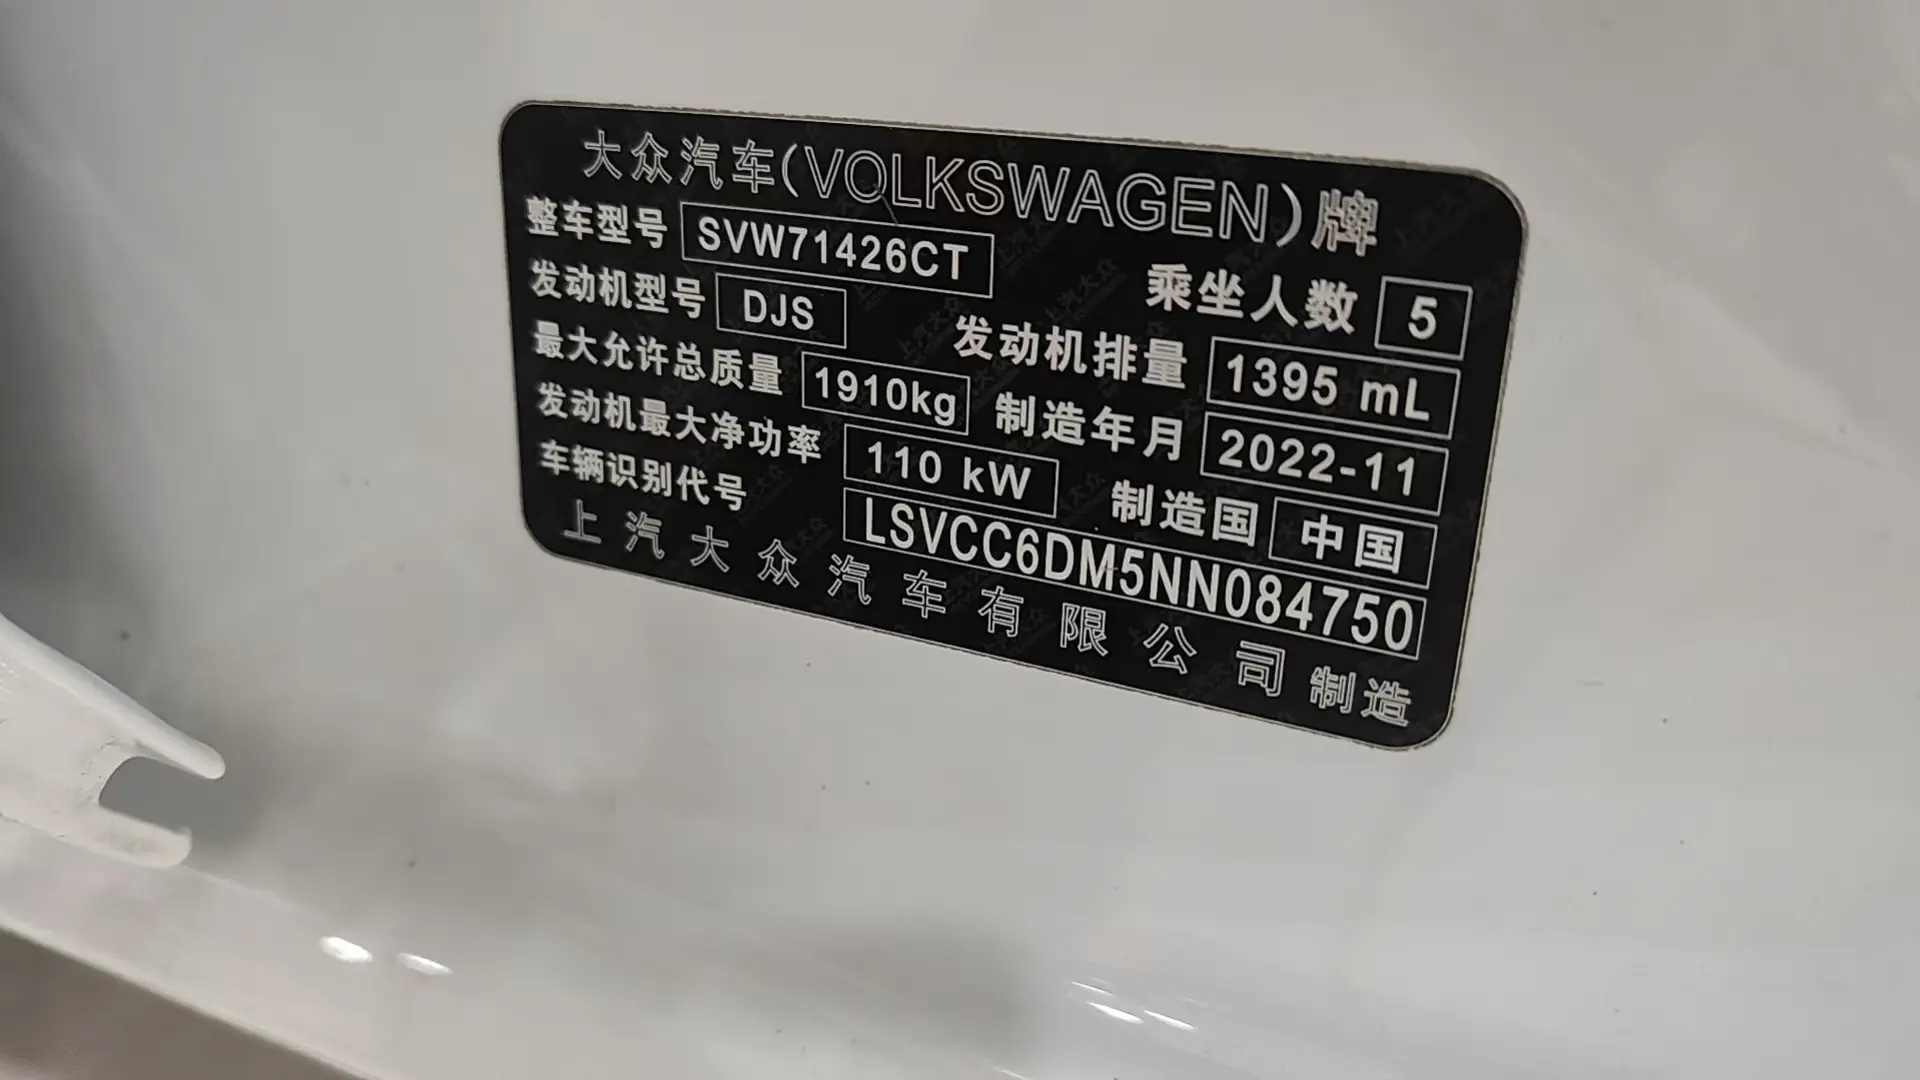 大众汽车(VOLKSWAGEN)牌
整车型号 SVW71426CT 乘坐人数 5
发动机型号 DJS 发动机排量 1395 mL
最大允许总质量 1910kg 制造年月 2022-11
发动机最大净功率 110 kW 制造国 中国
车辆识别代号 LSVCC6DM5NN084750
上汽大众汽车有限公司制造